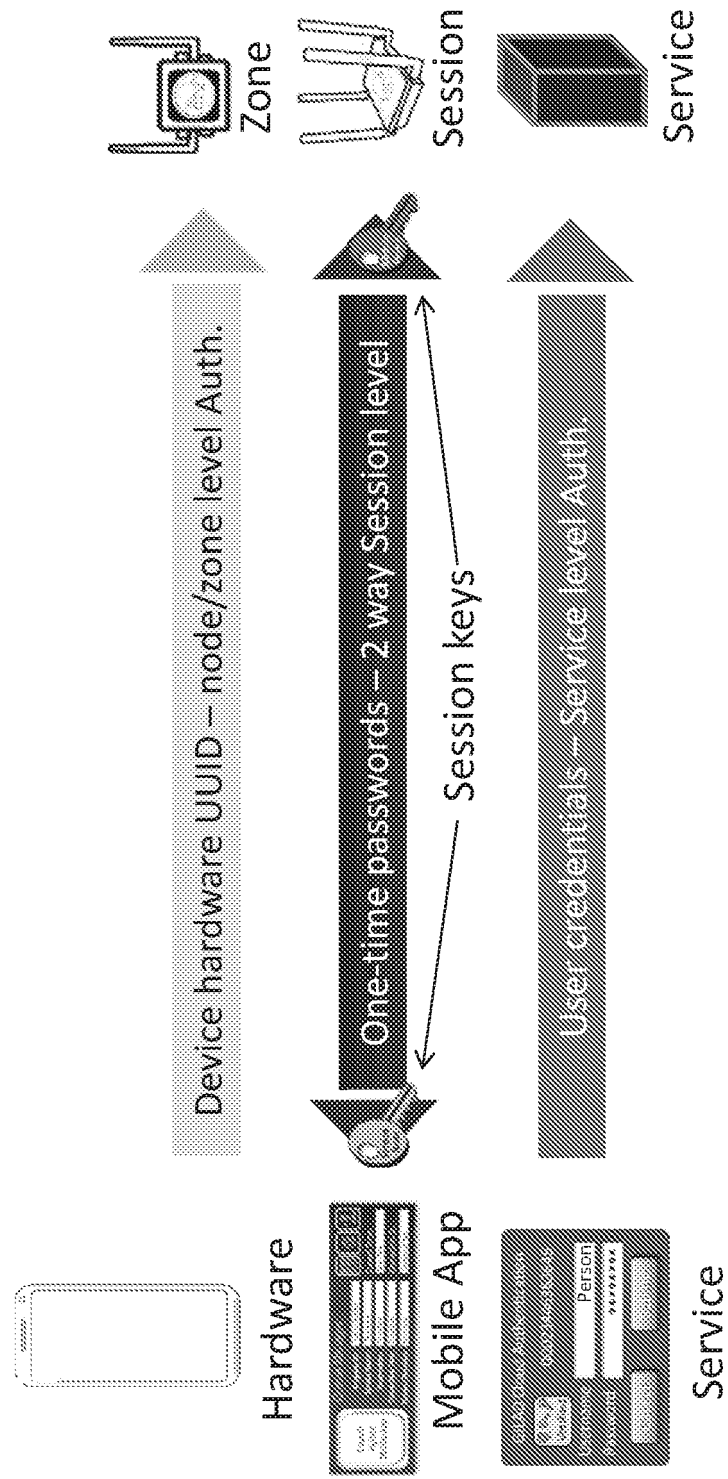 Hardware
Device hardware UUID – node/zone level Auth.
Zone
Mobile App
One-time passwords – 2 way Session level
Session
Session keys
Person
********
Service
User credentials – Service level Auth.
Service